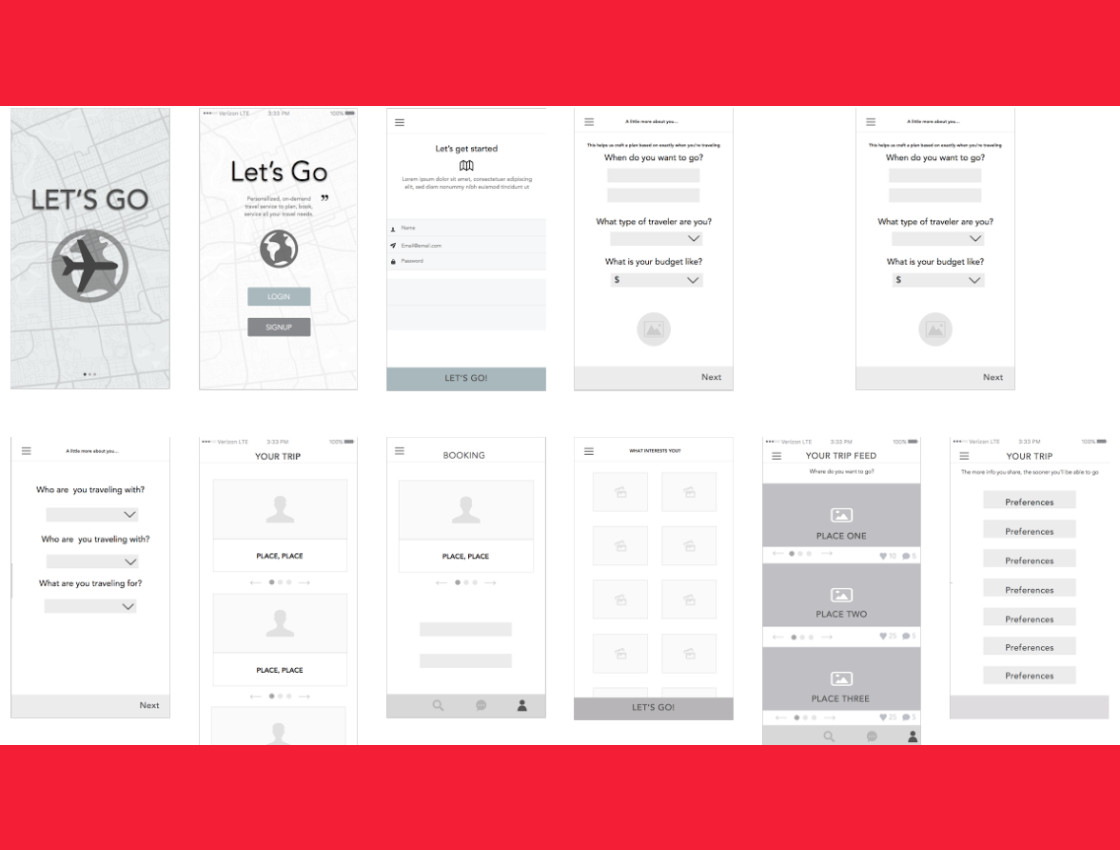 LET'S GO
Verizon LTE 3:33 PM 100%
Let's Go
Personalized, on-demand
travel service to plan, book,
service all your travel needs.
"
LOGIN
SIGNUP
Let's get started
Lorem ipsum dolor sit amet, consectetuer adipiscing
elit, sed diam nonummy nibh euismod tincidunt ut
Name
Email@email.com
Password
LET'S GO!
A little more about you...
This helps us craft a plan based on exactly when you're traveling
When do you want to go?
What type of traveler are you?
What is your budget like?
$
Next
A little more about you...
This helps us craft a plan based on exactly when you're traveling
When do you want to go?
What type of traveler are you?
What is your budget like?
$
Next
A little more about you...
Who are you traveling with?
Who are you traveling with?
What are you traveling for?
Next
Verizon LTE 3:33 PM 100%
YOUR TRIP
PLACE, PLACE
PLACE, PLACE
BOOKING
PLACE, PLACE
WHAT INTERESTS YOU?
LET'S GO!
Verizon LTE 3:33 PM 100%
YOUR TRIP FEED
Where do you want to go?
PLACE ONE
10 5
PLACE TWO
25 5
PLACE THREE
25 5
Verizon LTE 3:33 PM 100%
YOUR TRIP
The more info you share, the sooner you'll be able to go
Preferences
Preferences
Preferences
Preferences
Preferences
Preferences
Preferences